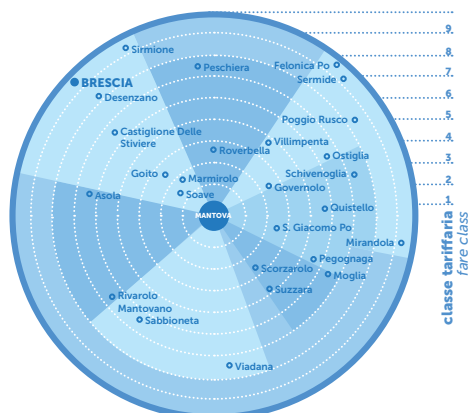 9
Sirmione
8
Peschiera
Felonica Po
7
Sermide
BRESCIA
Desenzano
6
Poggio Rusco
5
Castiglione Delle
Stiviere
Villimpenta
4
Roverbella
Ostiglia
3
Goito
Marmirolo
Schivenoglia
2
Governolo
Asola
Soave
1
Quistello
MANTOVA
S. Giacomo Po
Mirandola
Pegognaga
Scorzarolo
Moglia
Rivarolo
Mantovano
Suzzara
Sabbioneta
Viadana
classe tariffaria
fare class